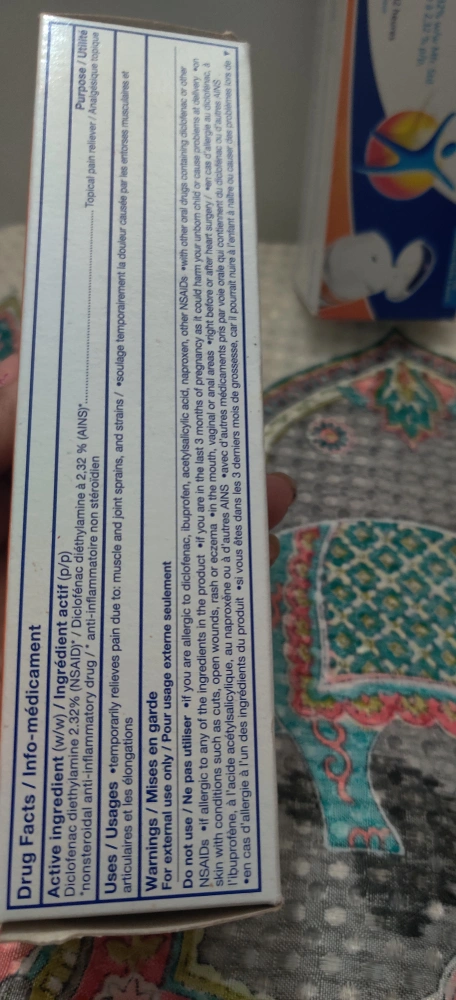 Drug Facts / Info-médicament
Active ingredient (w/w) / Ingrédient actif (p/p) Purpose / Utilité
Diclofenac diethylamine 2.32% (NSAID)* / Diclofénac diéthylamine à 2,32 % (AINS)* Topical pain reliever / Analgésique topique
*nonsteroidal anti-inflammatory drug / * anti-inflammatoire non stéroïdien
Uses / Usages •temporarily relieves pain due to: muscle and joint sprains, and strains / •soulage temporairement la douleur causée par les entorses musculaires et
articulaires et les élongations
Warnings / Mises en garde
For external use only / Pour usage externe seulement
Do not use / Ne pas utiliser •if you are allergic to diclofenac, ibuprofen, acetylsalicylic acid, naproxen, other NSAIDs •with other oral drugs containing diclofenac or other
NSAIDs •if allergic to any of the ingredients in the product •if you are in the last 3 months of pregnancy as it could harm your unborn child or cause problems at delivery •on
skin with conditions such as cuts, open wounds, rash or eczema •in the mouth, vaginal or anal areas •right before or after heart surgery / •en cas d'allergie au diclofénac, à
l'ibuprofène, à l'acide acétylsalicylique, au naproxène ou à d'autres AINS •avec d'autres médicaments pris par voie orale qui contiennent du diclofénac ou d'autres AINS
•en cas d'allergie à l'un des ingrédients du produit •si vous êtes dans les 3 derniers mois de grossesse, car il pourrait nuire à l'enfant à naître ou causer des problèmes lors de